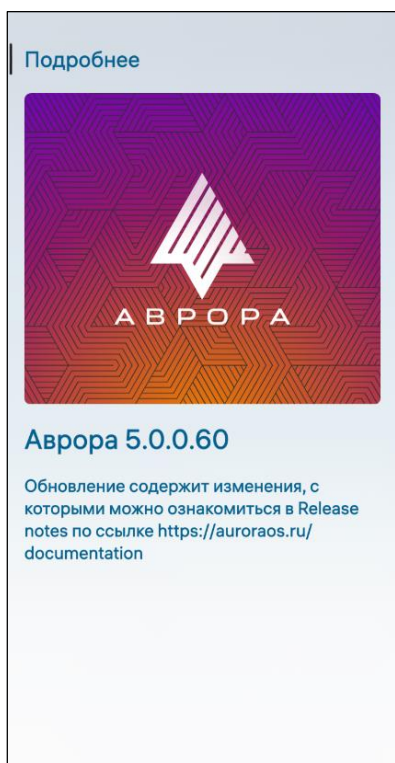 Подробнее
АВРОРА
Аврора 5.0.0.60
Обновление содержит изменения, с
которыми можно ознакомиться в Release
notes по ссылке https://auroraos.ru/
documentation